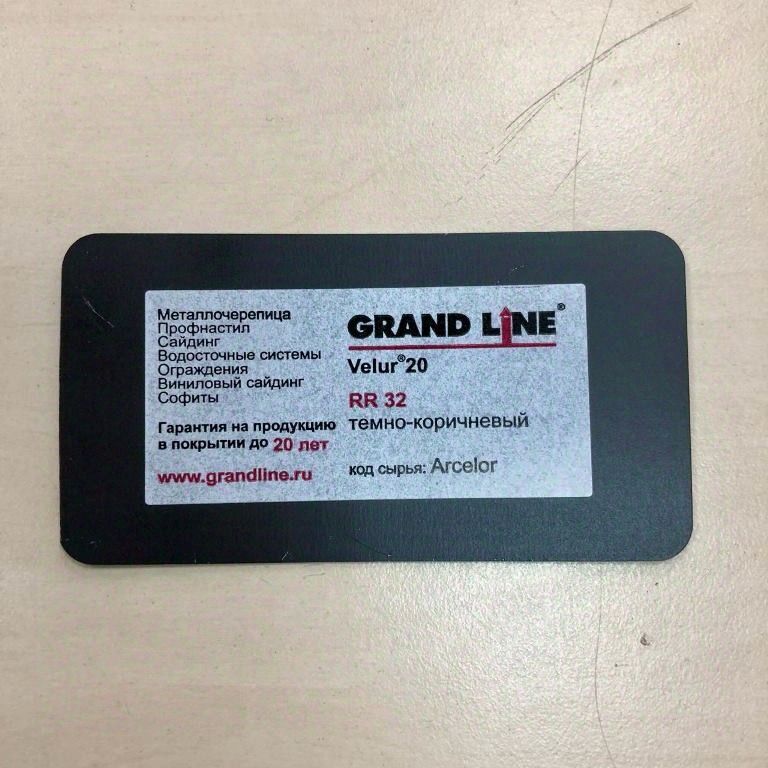 Металлочерепица
Профнастил
Сайдинг
Водосточные системы
Ограждения
Виниловый сайдинг
Софиты
Гарантия на продукцию
в покрытии до 20 лет
www.grandline.ru
GRAND LINE®
Velur®20
RR 32
темно-коричневый
код сырья: Arcelor